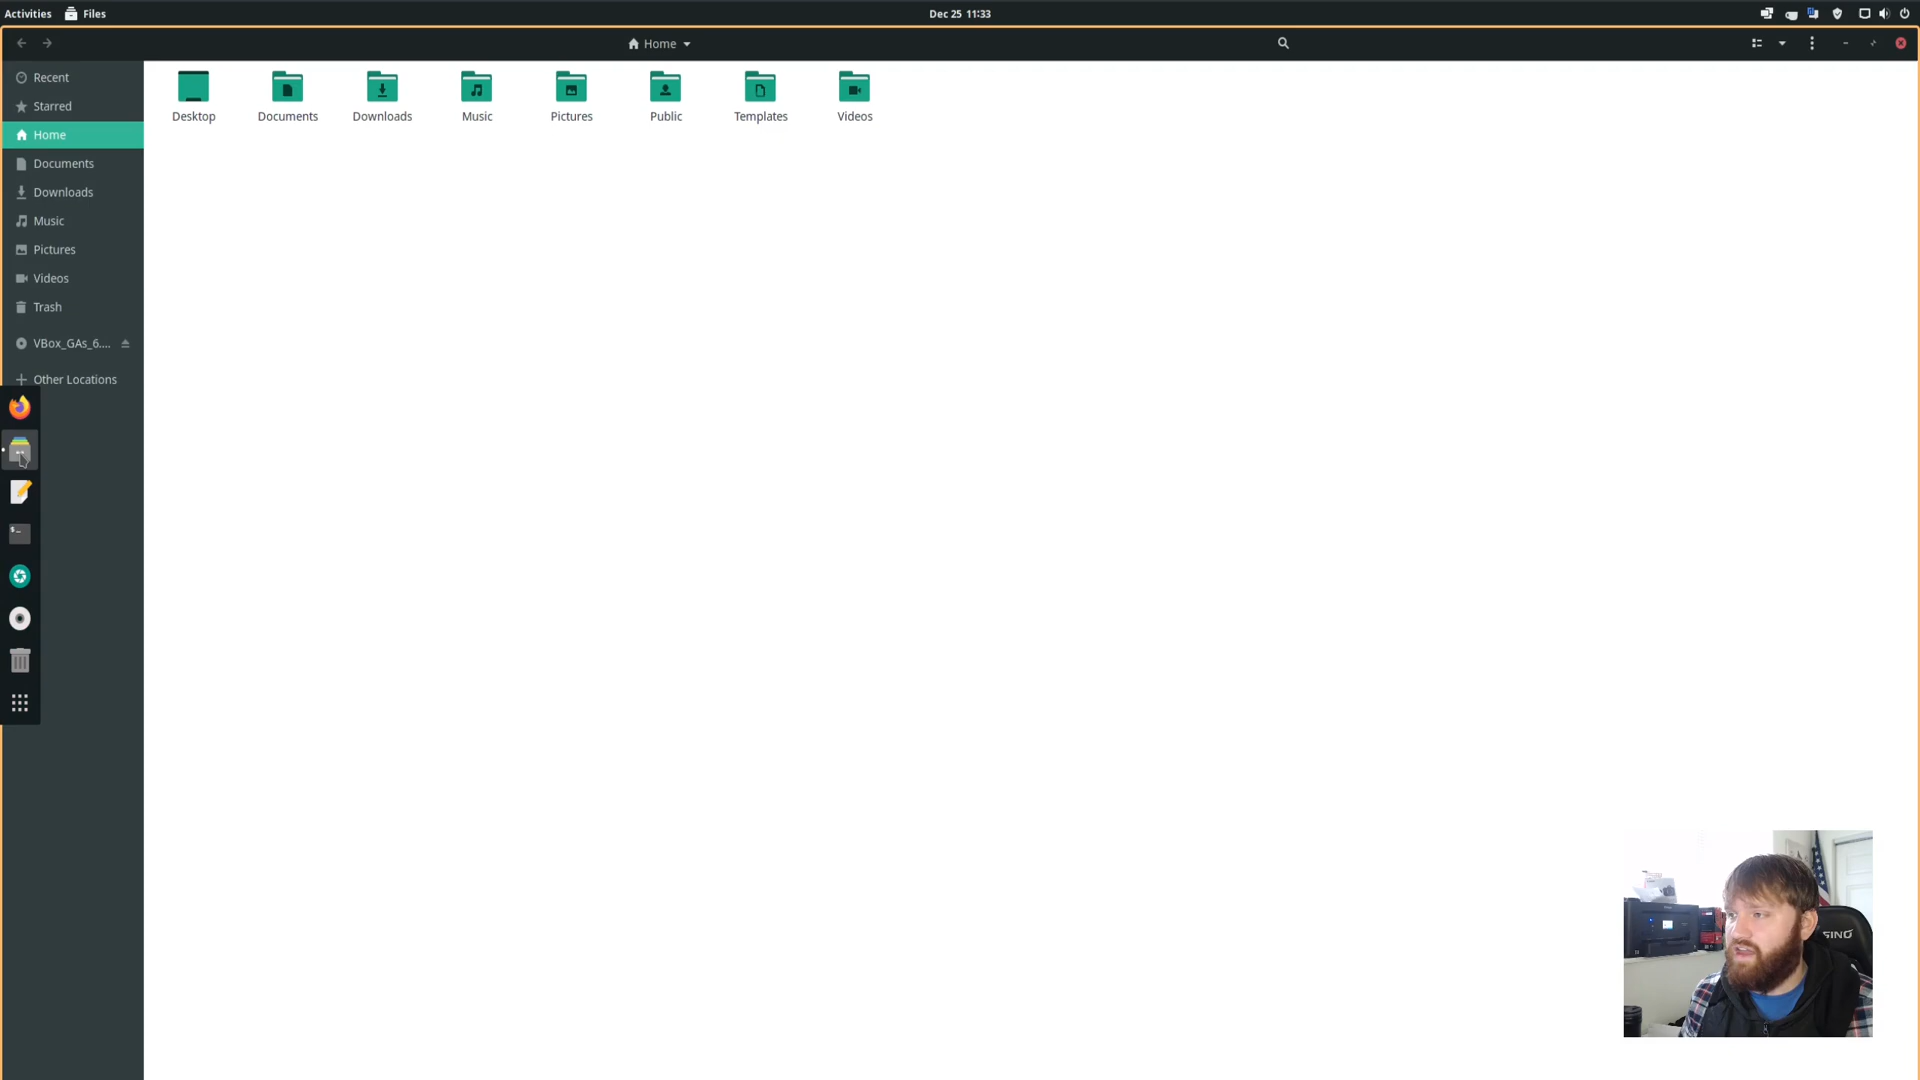 Activities Files Dec 25 11:33
Home
Recent
Starred
Home
Documents
Downloads
Music
Pictures
Videos
Trash
VBox_GAs_6....
Other Locations
Desktop Documents Downloads Music Pictures Public Templates Videos
$_
SINO